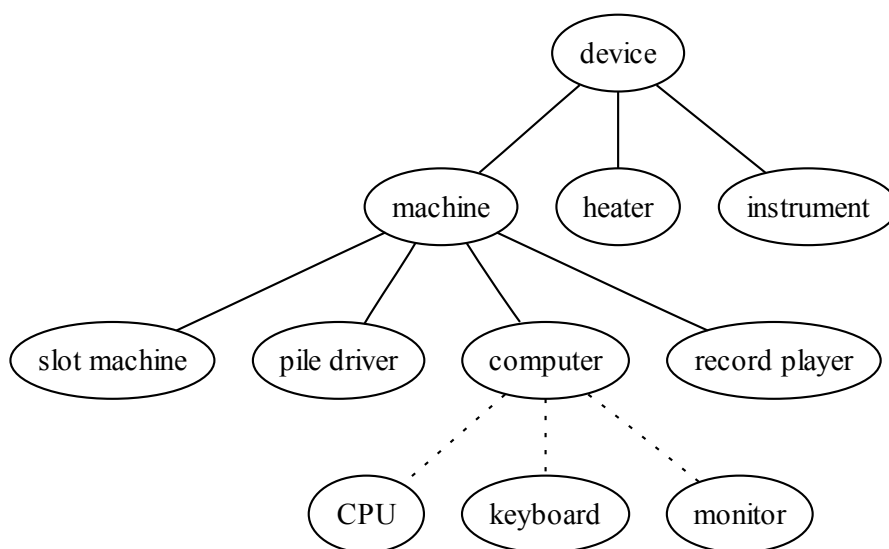 device
machine
heater
instrument
slot machine
pile driver
computer
record player
CPU
keyboard
monitor